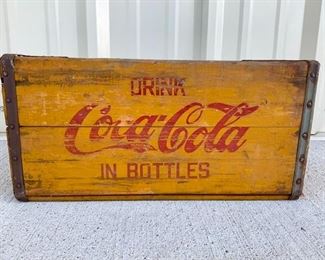 DRINK
Coca-Cola
IN BOTTLES